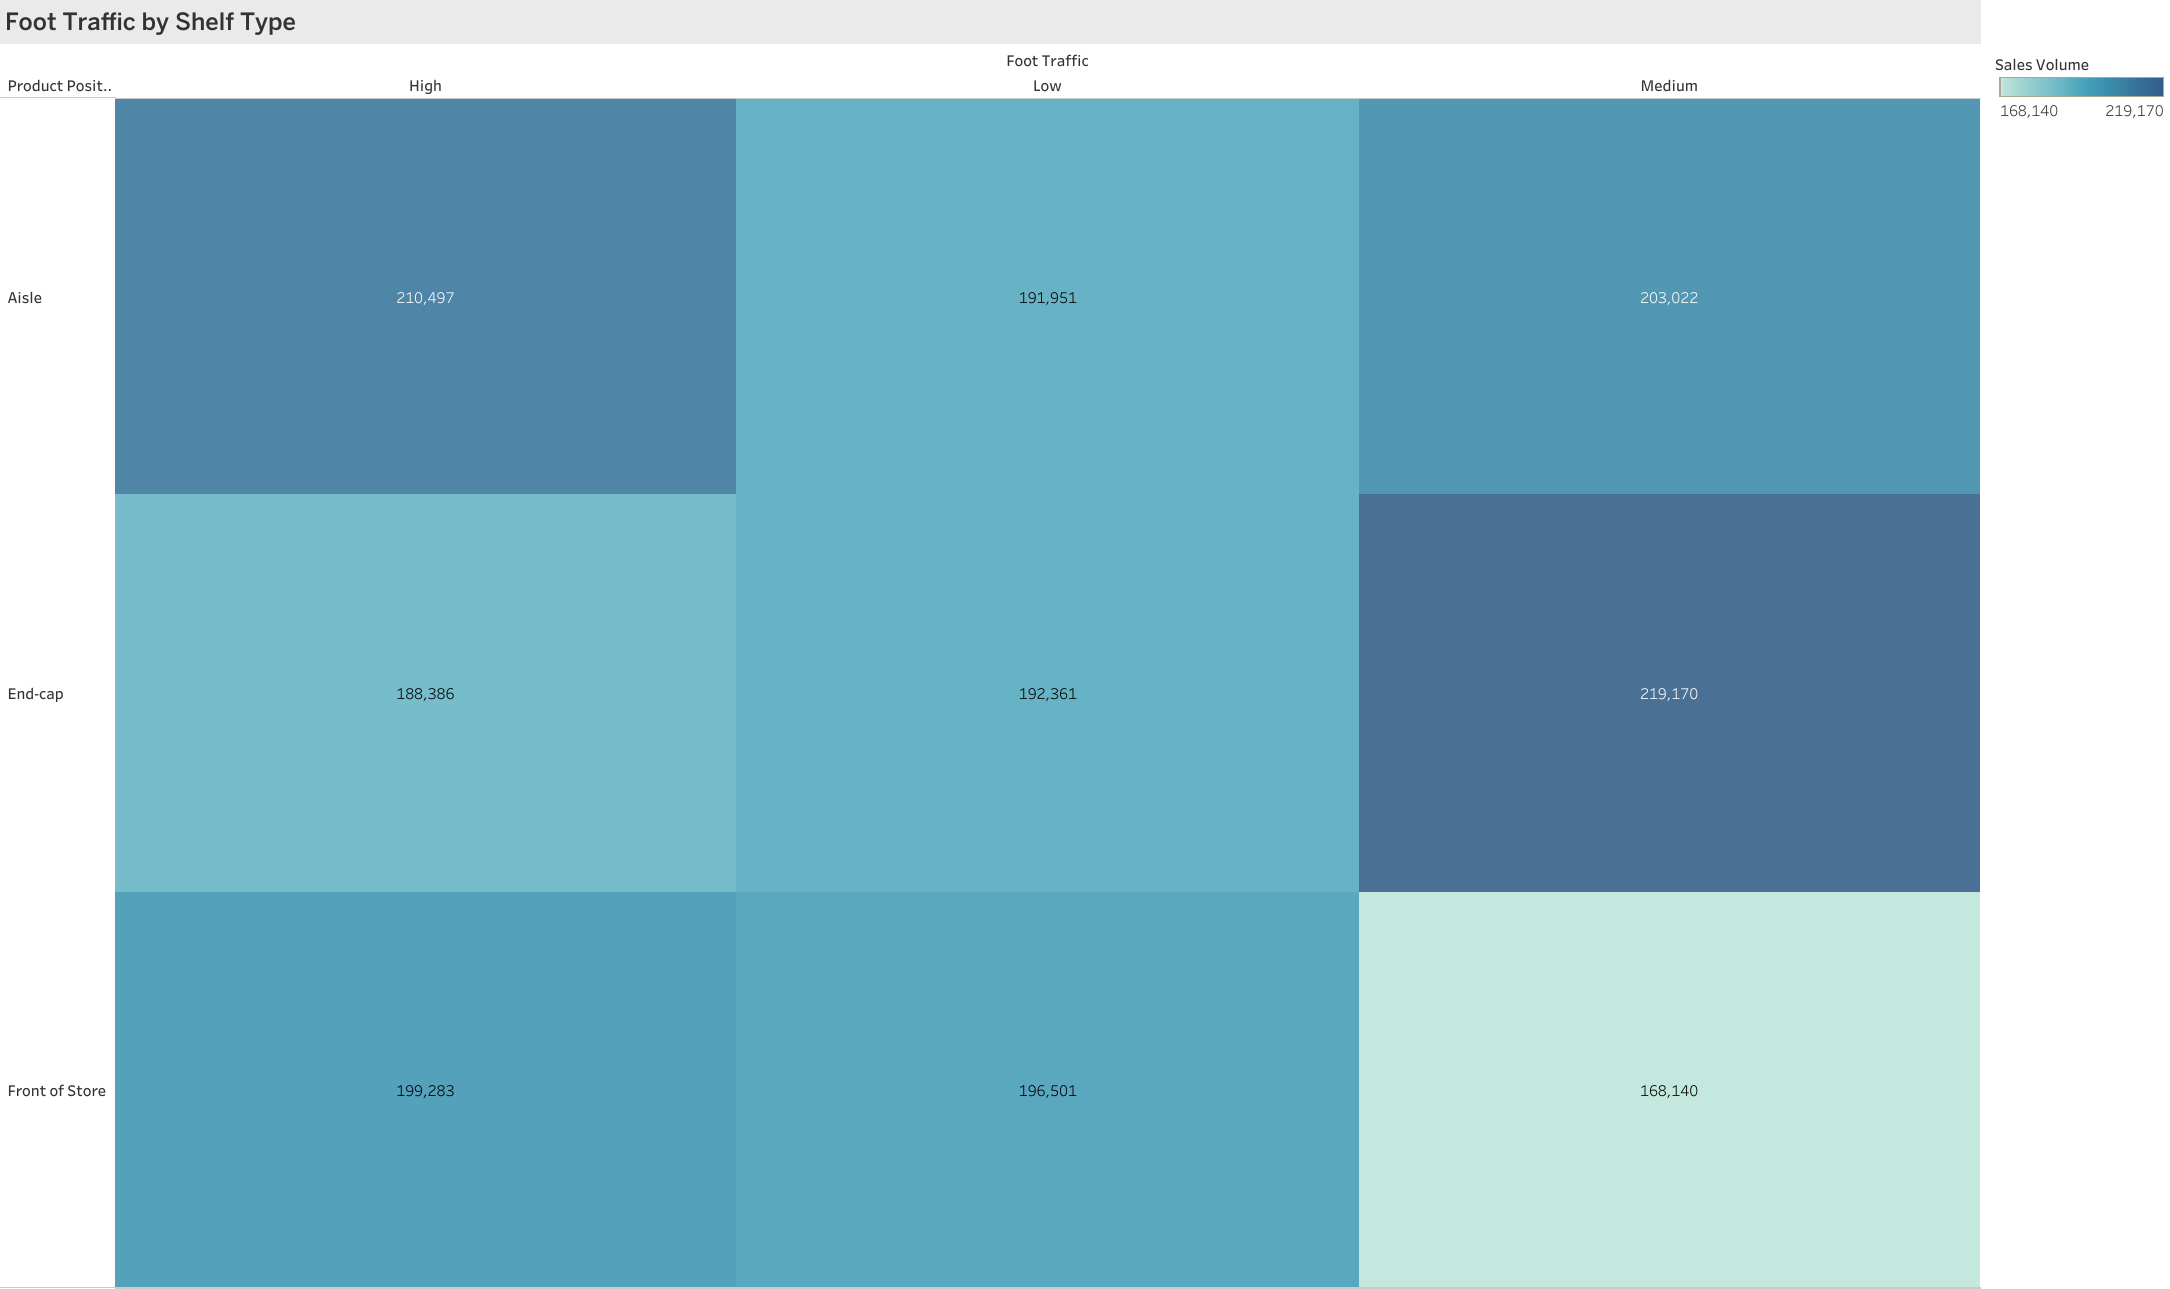 Foot Traffic by Shelf Type
Foot Traffic
Product Posit.. High Low Medium
Sales Volume
168,140 219,170
Aisle 210,497 191,951 203,022
End-cap 188,386 192,361 219,170
Front of Store 199,283 196,501 168,140